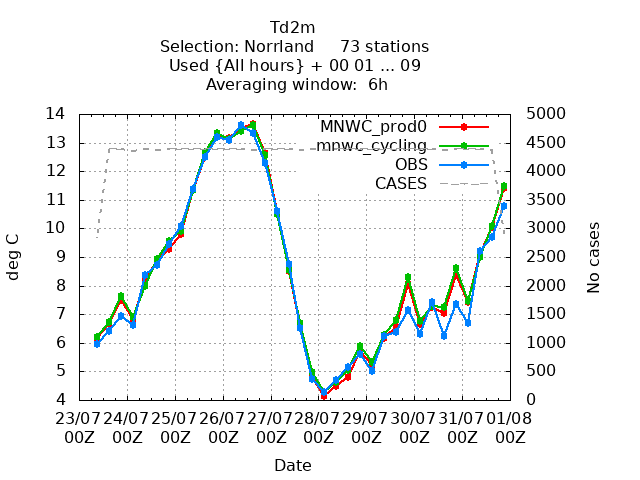 Td2m
Selection: Norrland 73 stations
Used {All hours} + 00 01 ... 09
Averaging window: 6h
14 5000
13 4500
12 4000
11 3500
10 3000
9 2500
8 2000
7 1500
6 1000
5 500
4 0
MNWC_prod0
mnwc_cycling
OBS
CASES
deg C
No cases
23/07 24/07 25/07 26/07 27/07 28/07 29/07 30/07 31/07 01/08
00Z 00Z 00Z 00Z 00Z 00Z 00Z 00Z 00Z 00Z
Date